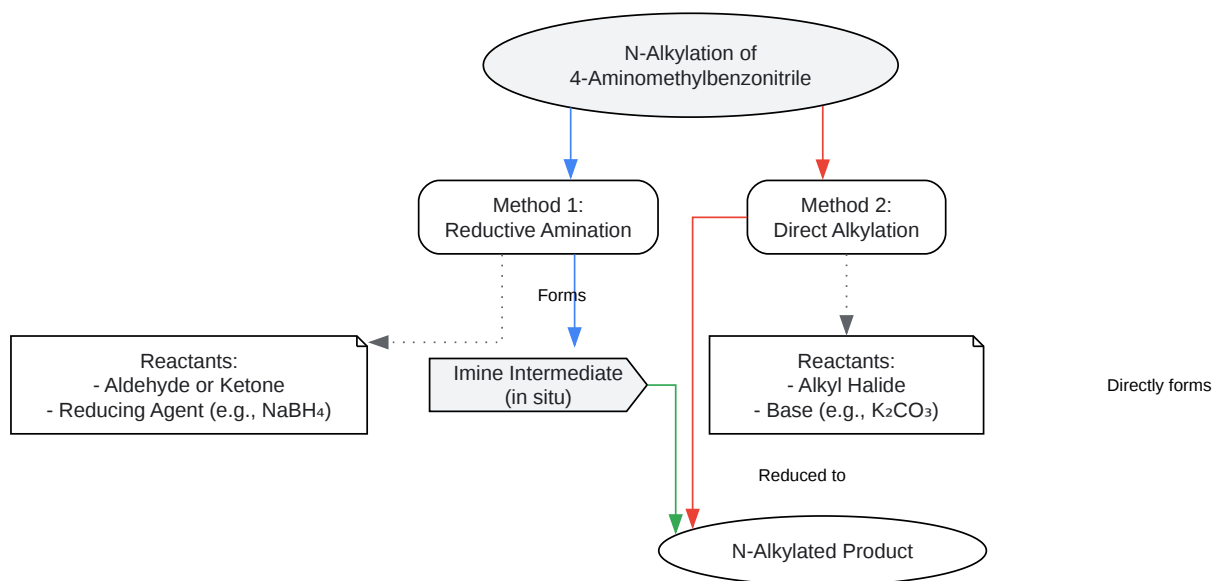 N-Alkylation of
4-Aminomethylbenzonitrile
Method 1:
Reductive Amination
Method 2:
Direct Alkylation
Forms
Reactants:
- Aldehyde or Ketone
- Reducing Agent (e.g., NaBH₄)
Imine Intermediate
(in situ)
Reactants:
- Alkyl Halide
- Base (e.g., K₂CO₃)
Directly forms
Reduced to
N-Alkylated Product